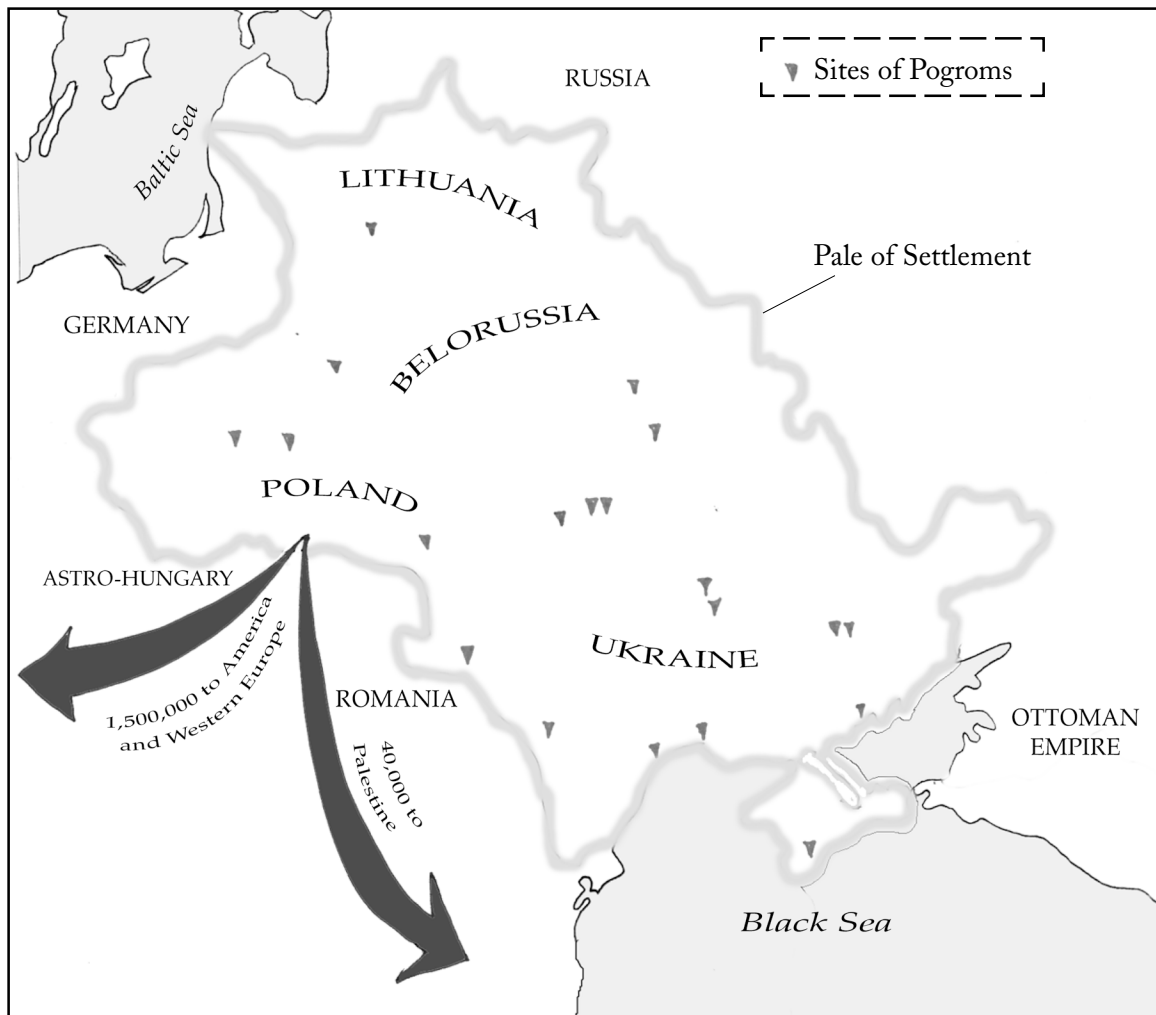 RUSSIA
Sites of Pogroms
Baltic Sea
LITHUANIA
Pale of Settlement
GERMANY
BELORUSSIA
POLAND
ASTRO-HUNGARY
1,500,000 to America
and Western Europe
ROMANIA
40,000 to
Palestine
UKRAINE
OTTOMAN
EMPIRE
Black Sea